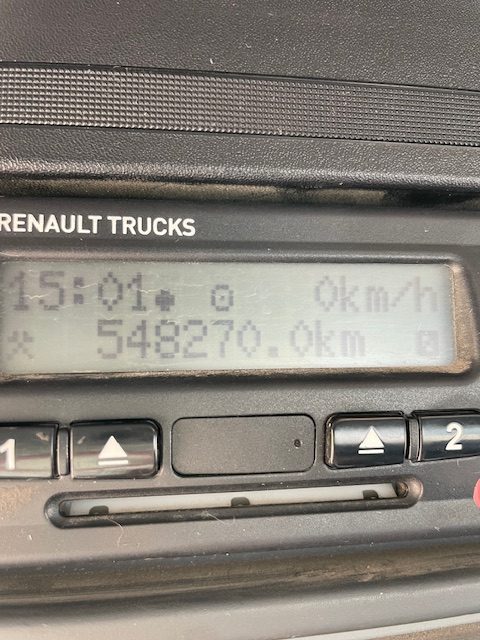 RENAULT TRUCKS
15:01 0km/h
548270.0km
1 2